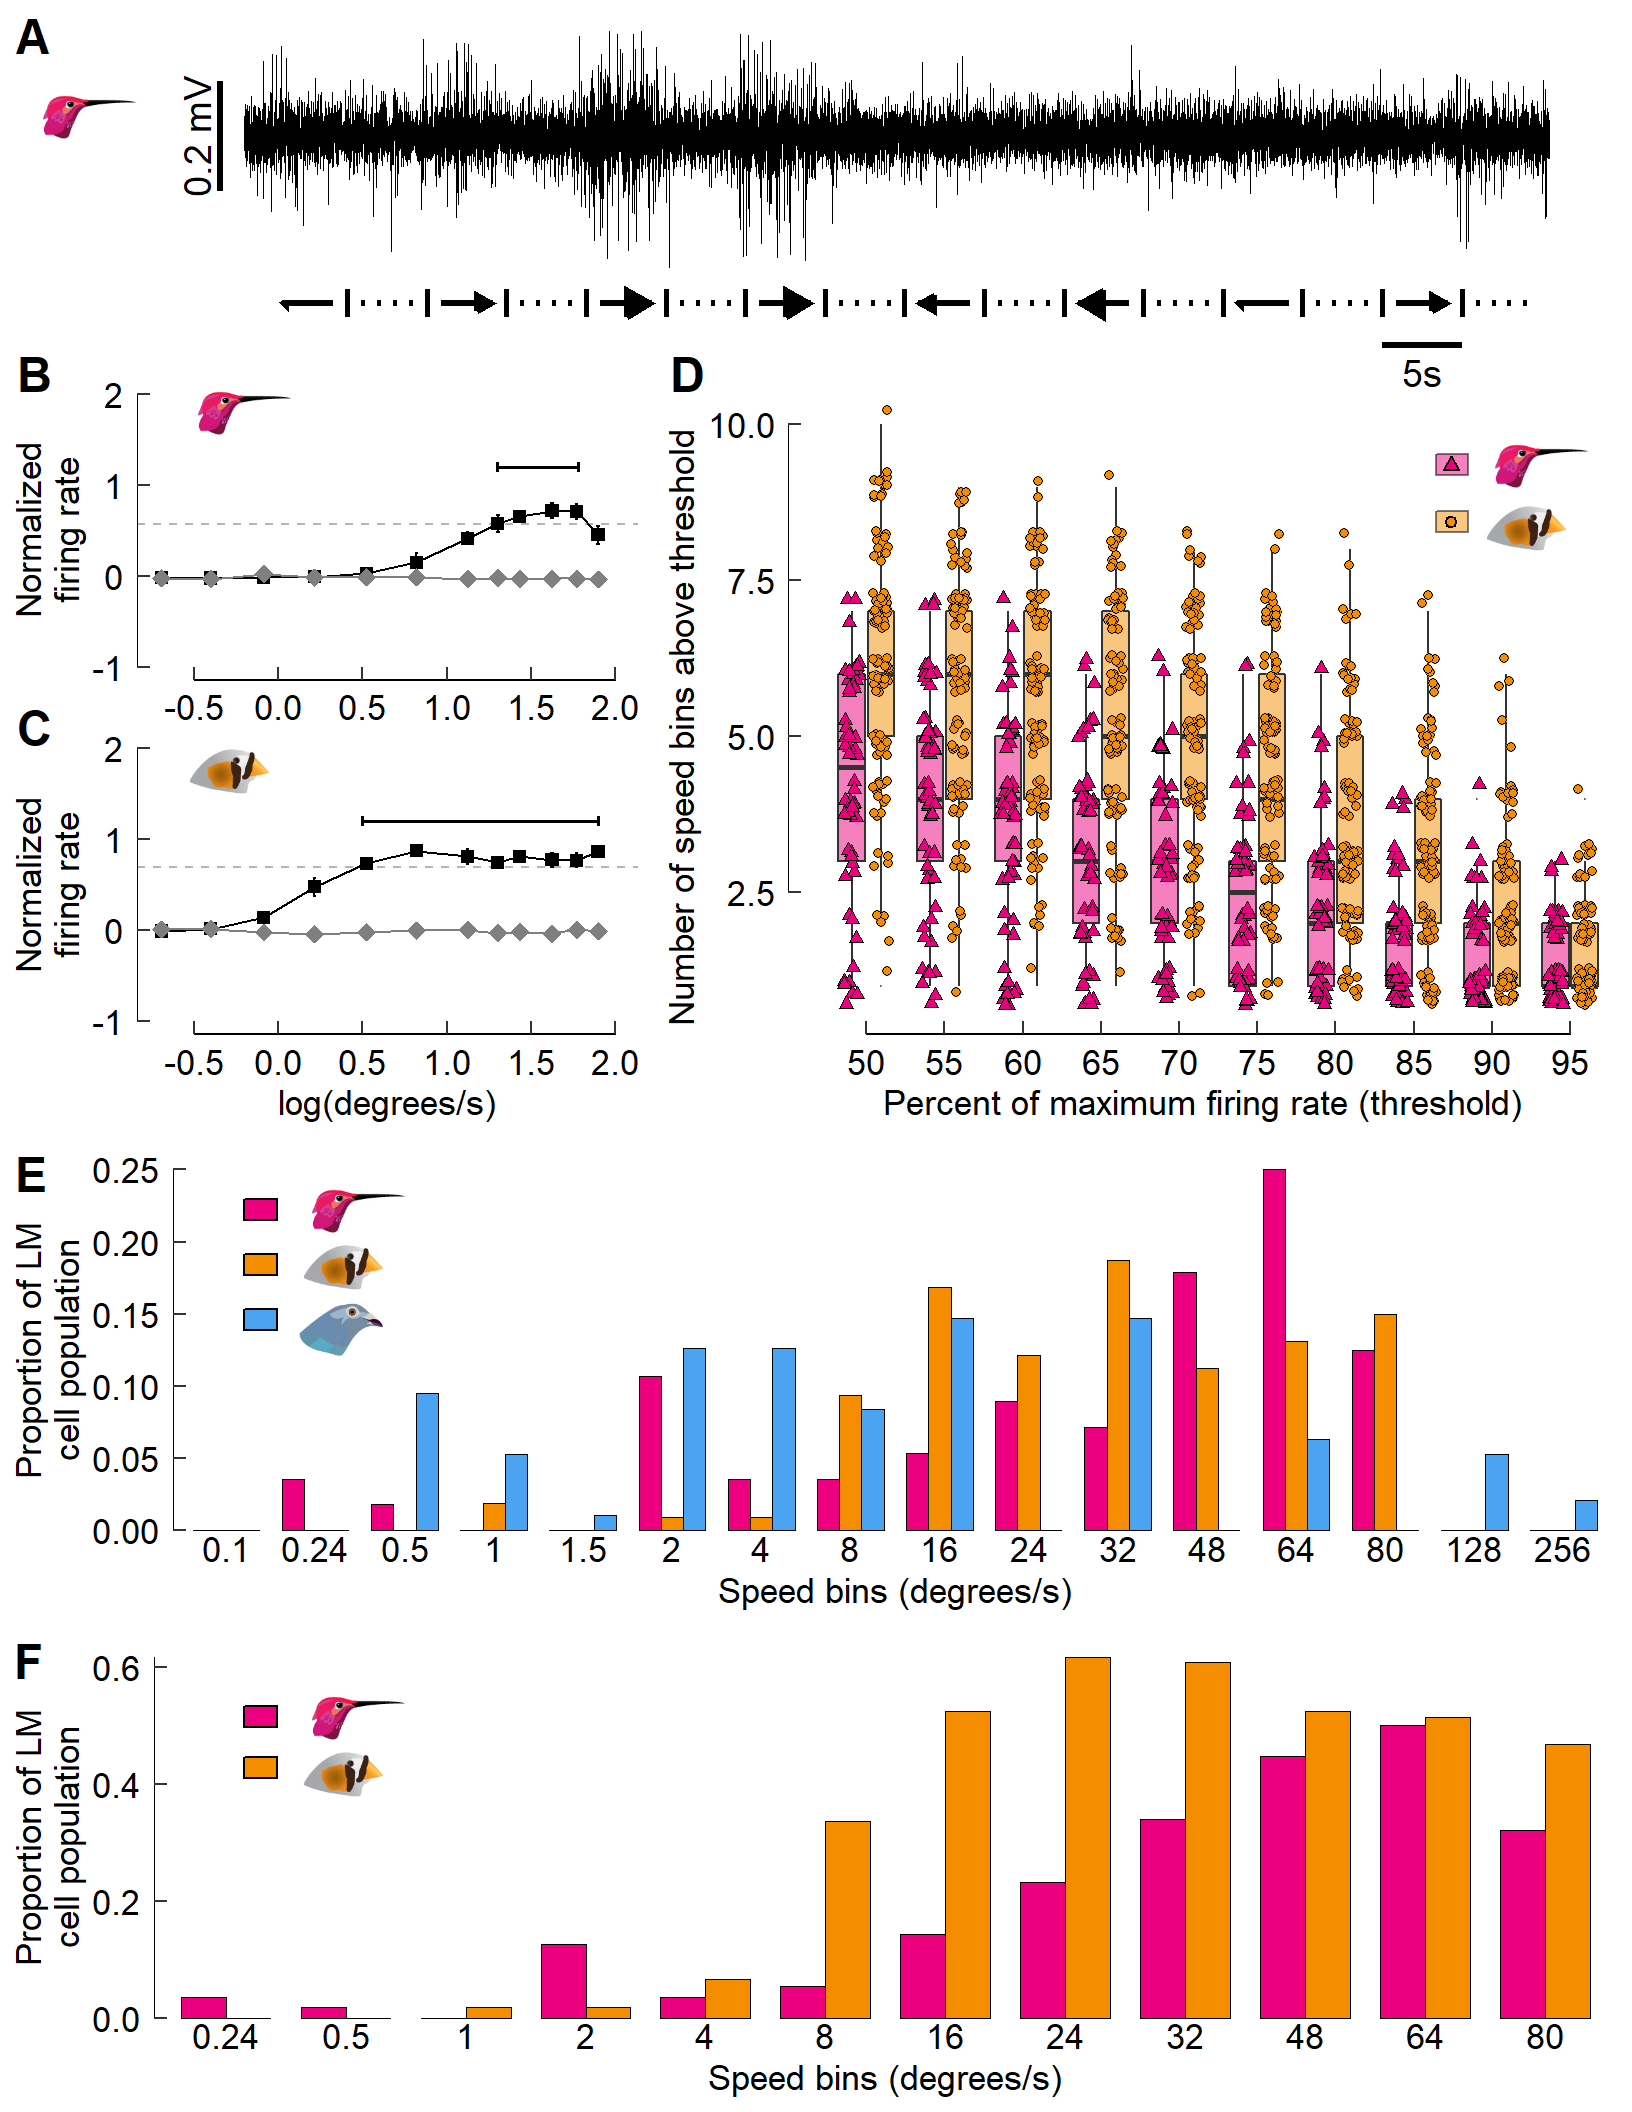 A
0.2 mV
5s
B
2
1
0
-1
Normalized
firing rate
-0.5 0.0 0.5 1.0 1.5 2.0
C
2
1
0
-1
Normalized
firing rate
-0.5 0.0 0.5 1.0 1.5 2.0
log(degrees/s)
D
10.0
7.5
5.0
2.5
Number of speed bins above threshold
50 55 60 65 70 75 80 85 90 95
Percent of maximum firing rate (threshold)
E
0.25
0.20
0.15
0.10
0.05
0.00
Proportion of LM
cell population
0.1 0.24 0.5 1 1.5 2 4 8 16 24 32 48 64 80 128 256
Speed bins (degrees/s)
F
0.6
0.4
0.2
0.0
Proportion of LM
cell population
0.24 0.5 1 2 4 8 16 24 32 48 64 80
Speed bins (degrees/s)